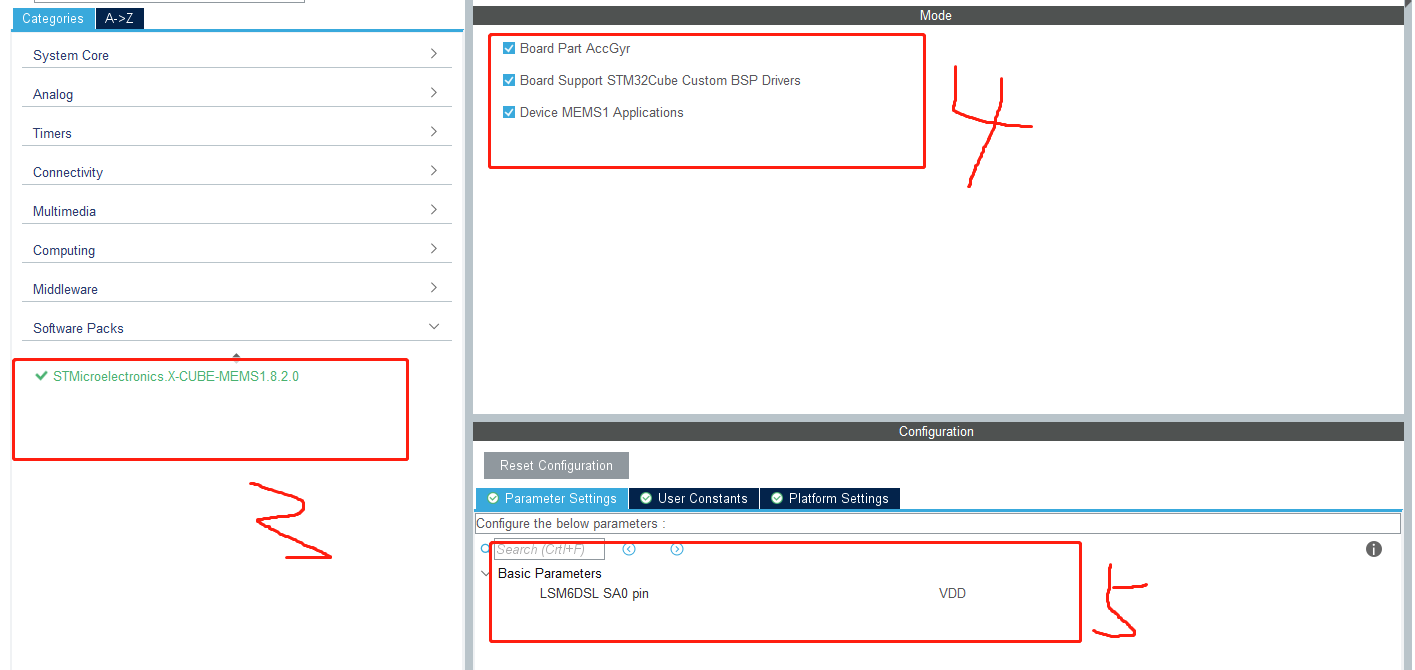 Categories A->Z
System Core
Analog
Timers
Connectivity
Multimedia
Computing
Middleware
Software Packs
STMicroelectronics.X-CUBE-MEMS1.8.2.0
3
Mode
Board Part AccGyr
Board Support STM32Cube Custom BSP Drivers
Device MEMS1 Applications
4
Configuration
Reset Configuration
Parameter Settings User Constants Platform Settings
Configure the below parameters :
Search (Crtl+F)
Basic Parameters
LSM6DSL SA0 pin VDD
5